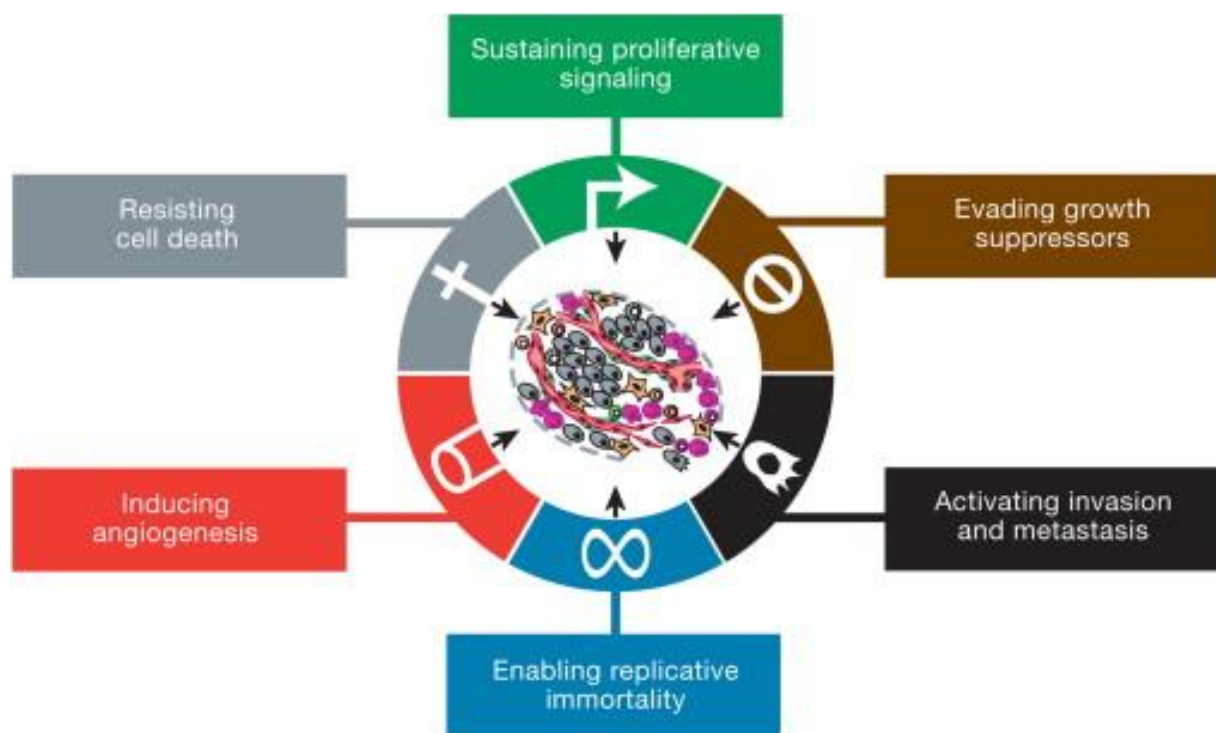 Sustaining proliferative
signaling
Resisting
cell death
Evading growth
suppressors
Inducing
angiogenesis
Activating invasion
and metastasis
Enabling replicative
immortality